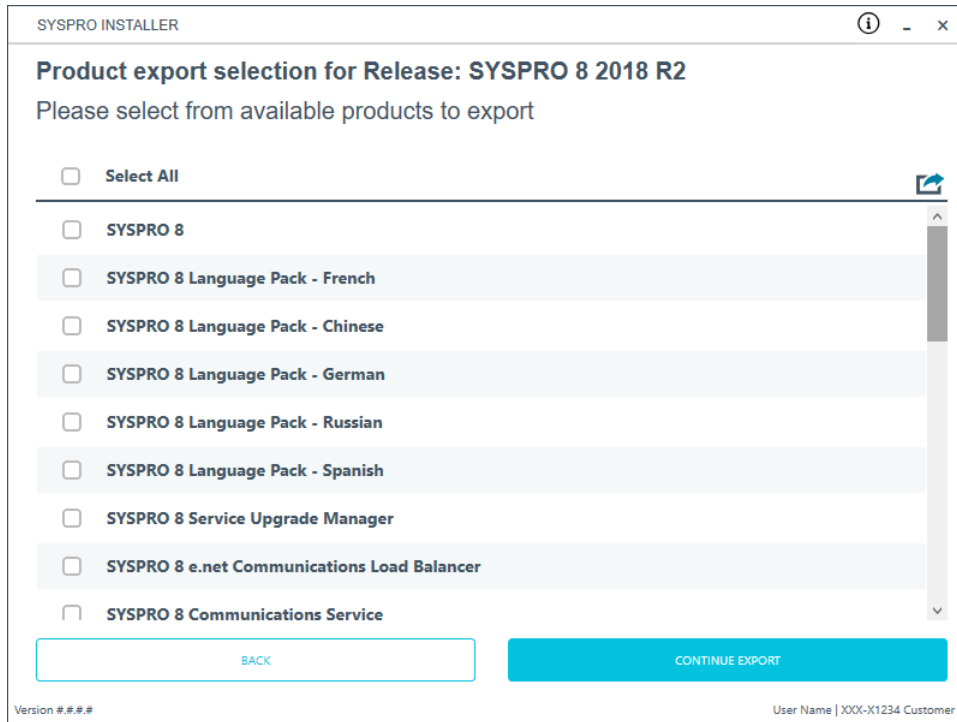 SYSPRO INSTALLER
Product export selection for Release: SYSPRO 8 2018 R2
Please select from available products to export
Select All
SYSPRO 8
SYSPRO 8 Language Pack - French
SYSPRO 8 Language Pack - Chinese
SYSPRO 8 Language Pack - German
SYSPRO 8 Language Pack - Russian
SYSPRO 8 Language Pack - Spanish
SYSPRO 8 Service Upgrade Manager
SYSPRO 8 e.net Communications Load Balancer
SYSPRO 8 Communications Service
BACK
CONTINUE EXPORT
Version #.#.#.#
User Name | XXX-X1234 Customer